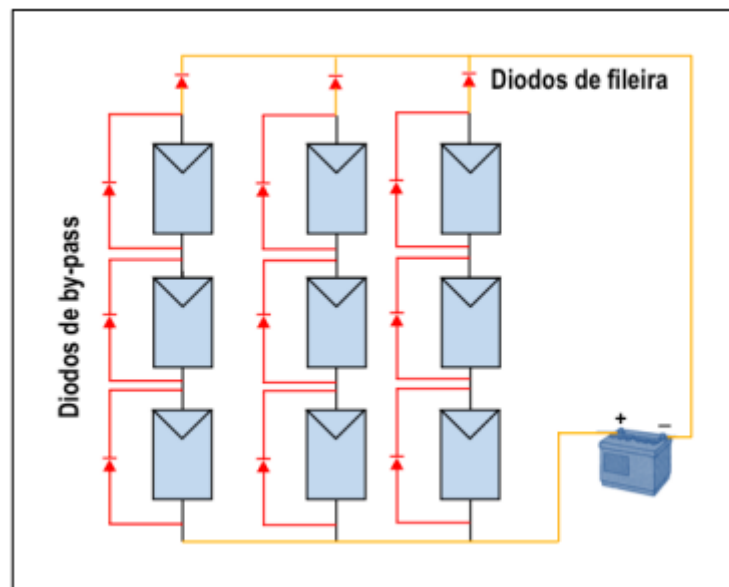 Diodos de fileira
Diodos de by-pass
+ –